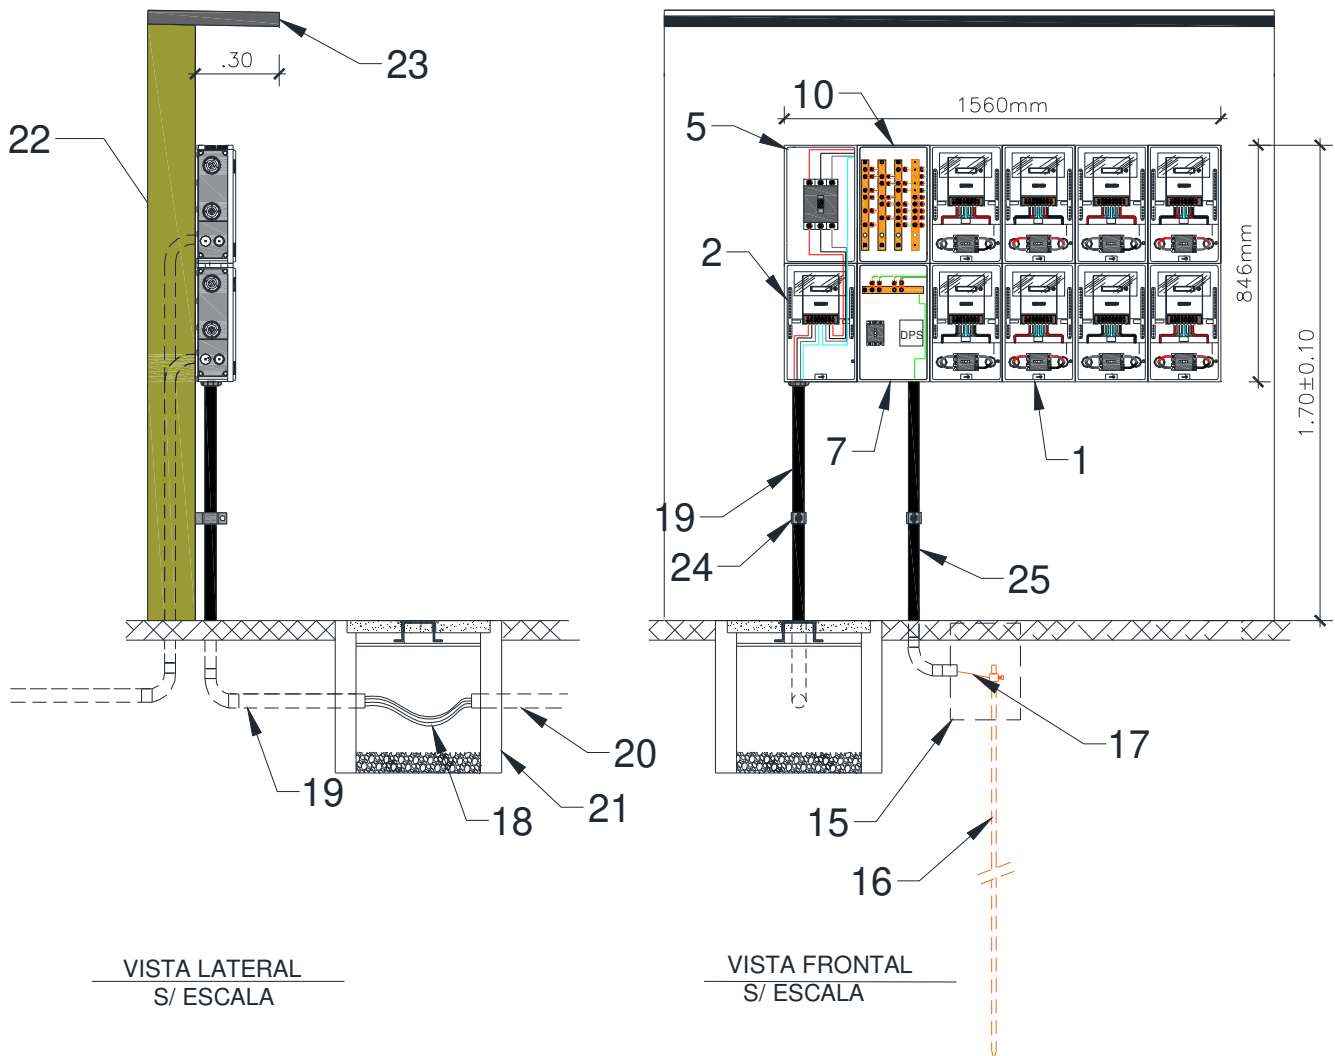 23
.30
22
19
18
20
21
VISTA LATERAL
S/ ESCALA
10
1560mm
5
2
846mm
1.70±0.10
DPS
7
1
19
24
25
17
15
16
VISTA FRONTAL
S/ ESCALA